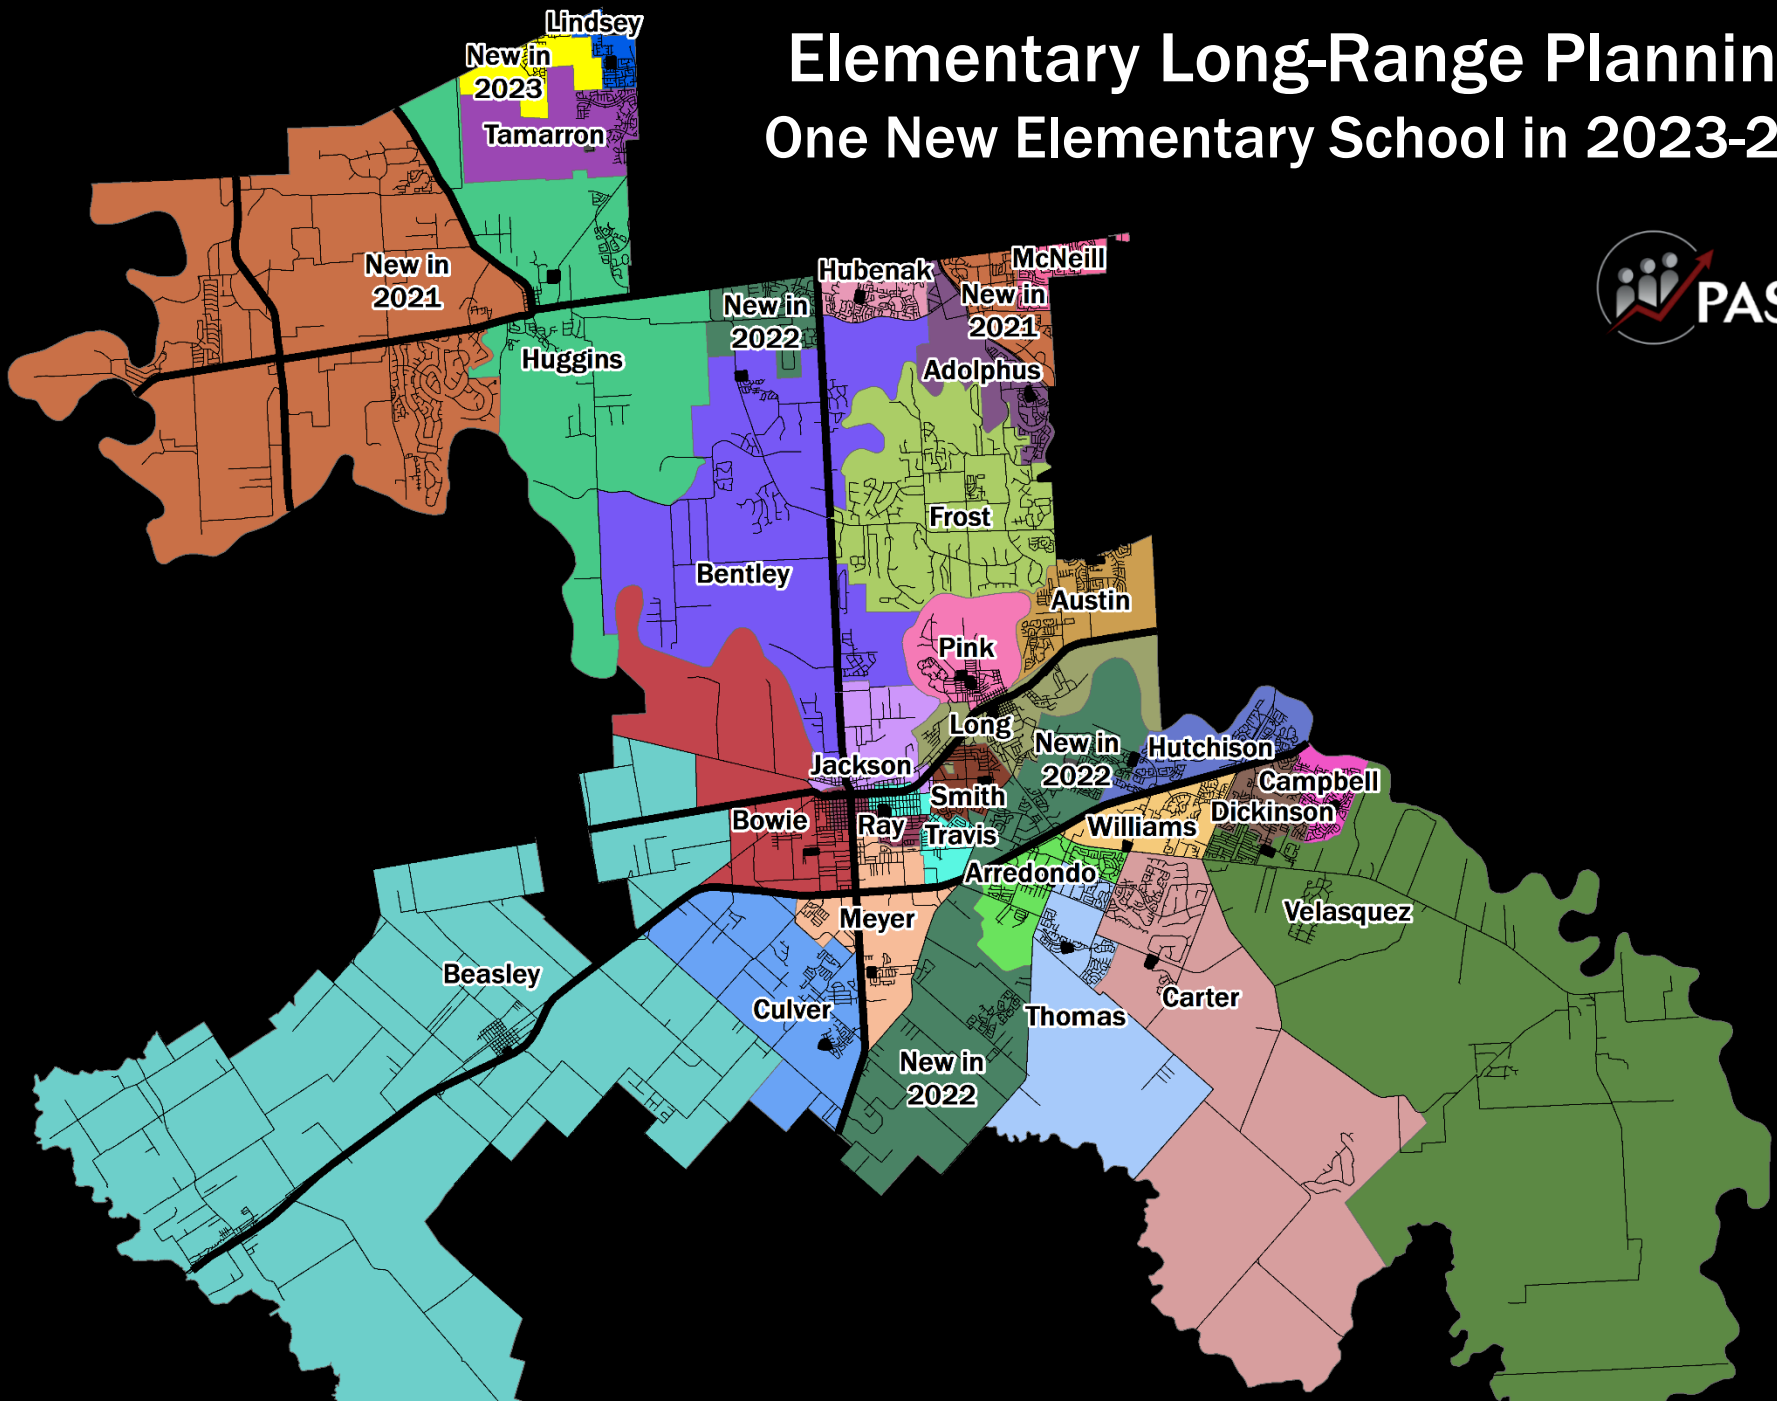 Elementary Long-Range Plannin
One New Elementary School in 2023-2
PAS
Lindsey
New in
2023
Tamarron
New in
2021
Huggins
New in
2022
Hubenak
McNeill
New in
2021
Adolphus
Frost
Bentley
Austin
Pink
Long
New in
2022
Hutchison
Jackson
Campbell
Smith
Dickinson
Bowie
Ray
Travis
Williams
Arredondo
Meyer
Velasquez
Beasley
Culver
Thomas
Carter
New in
2022